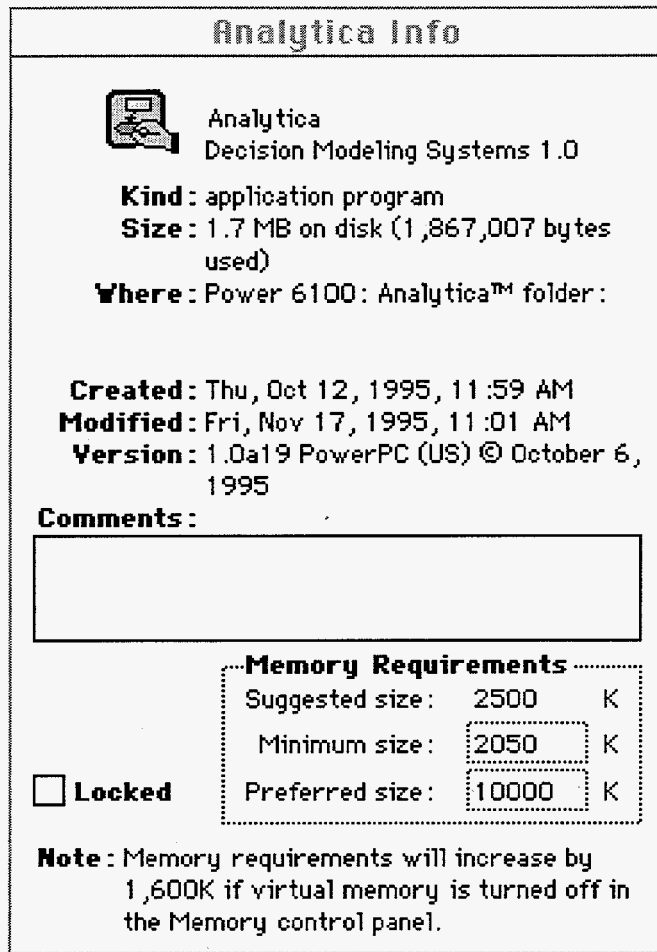 Analytica Info
Analytica
Decision Modeling Systems 1.0
Kind: application program
Size: 1.7 MB on disk (1,867,007 bytes
used)
Where: Power 6100: Analytica™ folder:
Created: Thu, Oct 12, 1995, 11:59 AM
Modified: Fri, Nov 17, 1995, 11:01 AM
Version: 1.0a19 PowerPC (US) © October 6,
1995
Comments:
Memory Requirements
Suggested size: 2500 K
Minimum size: 2050 K
Preferred size: 10000 K
Locked
Note: Memory requirements will increase by
1,600K if virtual memory is turned off in
the Memory control panel.